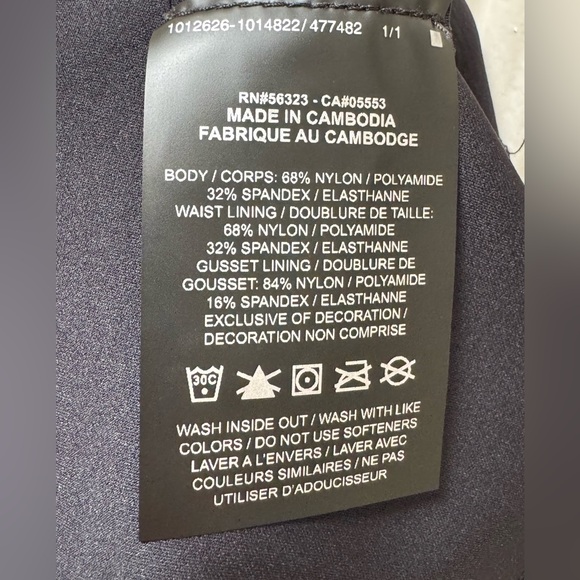 1012626-1014822/477482 1/1
RN#56323 - CA#05553
MADE IN CAMBODIA
FABRIQUE AU CAMBODGE
BODY / CORPS: 68% NYLON / POLYAMIDE
32% SPANDEX / ELASTHANNE
WAIST LINING / DOUBLURE DE TAILLE:
68% NYLON / POLYAMIDE
32% SPANDEX / ELASTHANNE
GUSSET LINING / DOUBLURE DE
GOUSSET: 84% NYLON / POLYAMIDE
16% SPANDEX / ELASTHANNE
EXCLUSIVE OF DECORATION /
DECORATION NON COMPRISE
30C
WASH INSIDE OUT / WASH WITH LIKE
COLORS / DO NOT USE SOFTENERS
LAVER A L'ENVERS / LAVER AVEC
COULEURS SIMILAIRES / NE PAS
UTILISER D'ADOUCISSEUR